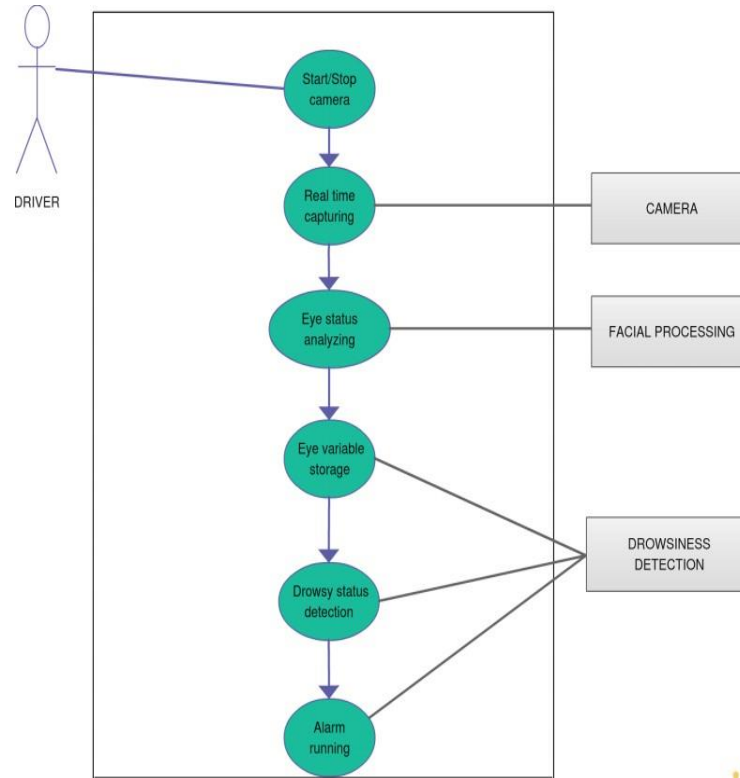 Start/Stop
camera
DRIVER
Real time
capturing
CAMERA
Eye status
analyzing
FACIAL PROCESSING
Eye variable
storage
DROWSINESS
DETECTION
Drowsy status
detection
Alarm
running